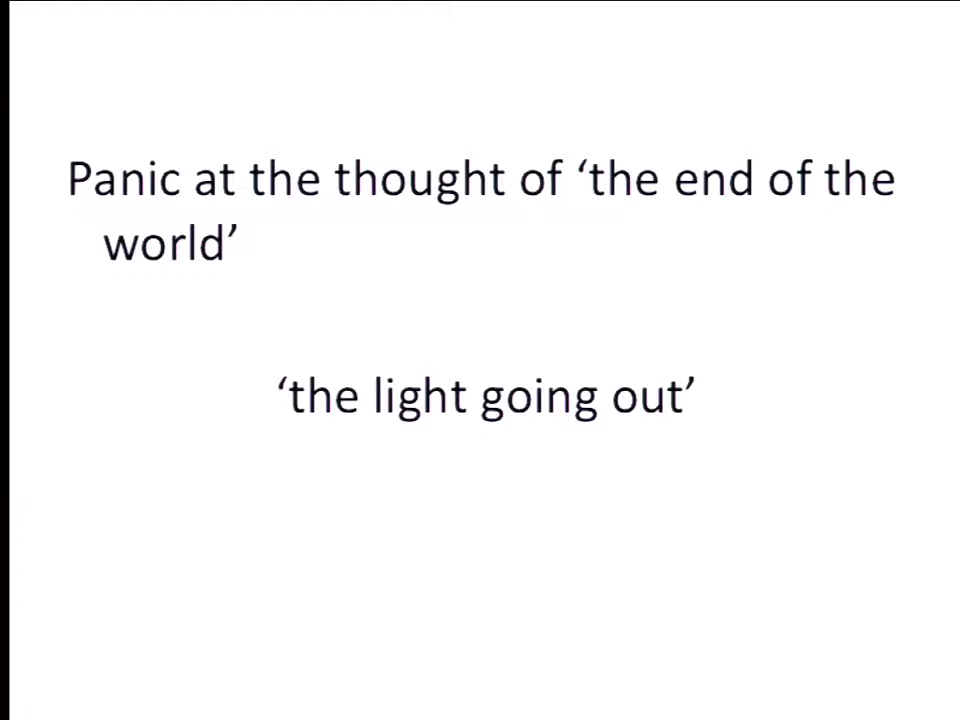 Panic at the thought of ‘the end of the
world’
‘the light going out’